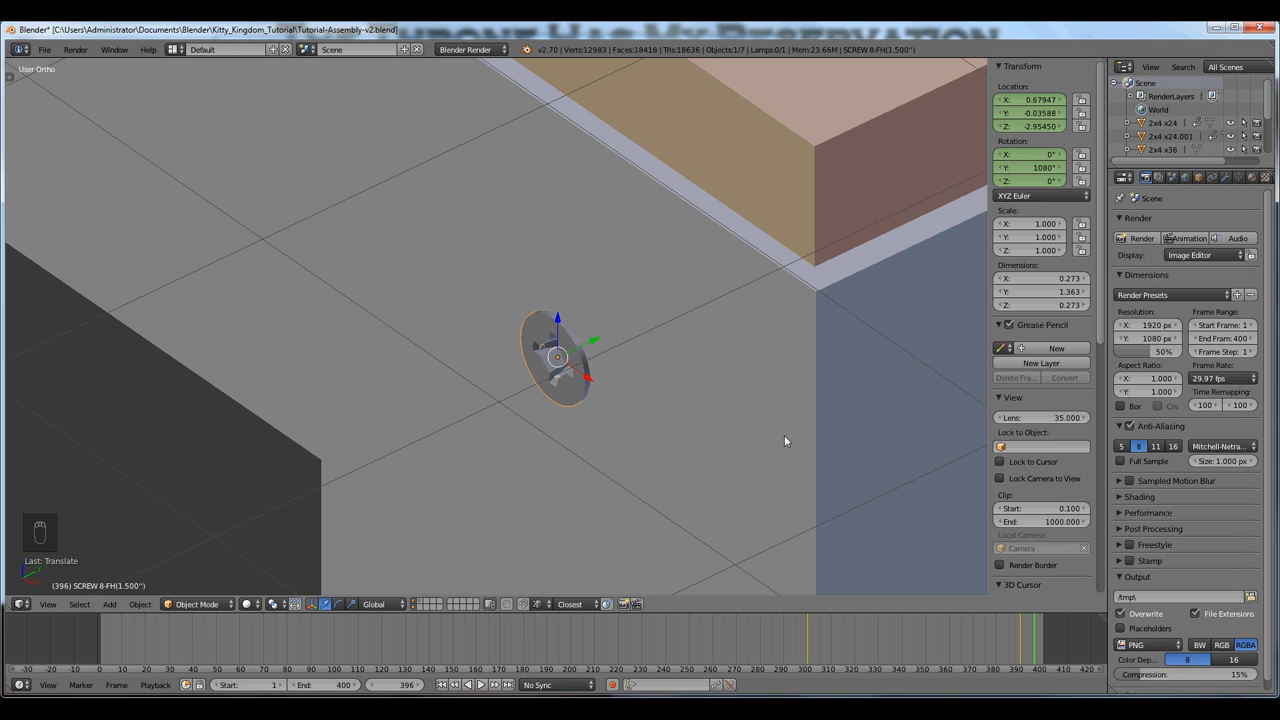 Blender* [C:\Users\Administrator\Documents\Blender\Kitty_Kingdom_Tutorial\Tutorial-Assembly-v2.blend]
File Render Window Help Default Scene Blender Render v2.70 | Verts:12983 | Faces:18418 | Tris:18636 | Objects:1/7 | Lamps:0/1 | Mem:23.66M | SCREW 8-FH(1.500'')
User Ortho
Transform
Location:
X: 0.67947
Y: -0.03588
Z: -2.95450
Rotation:
X: 0°
Y: 1080°
Z: 0°
XYZ Euler
Scale:
X: 1.000
Y: 1.000
Z: 1.000
Dimensions:
X: 0.273
Y: 1.363
Z: 0.273
Grease Pencil
New
New Layer
Delete Fra... Convert
View
Lens: 35.000
Lock to Object:
Lock to Cursor
Lock Camera to View
Clip:
Start: 0.100
End: 1000.000
Local Camera:
Camera
Render Border
3D Cursor
View Search All Scenes
Scene
RenderLayers
World
2x4 x24
2x4 x24.001
2x4 x36
Scene
Render
Render Animation Audio
Display: Image Editor
Dimensions
Render Presets
Resolution: Frame Range:
X: 1920 px Start Frame: 1
Y: 1080 px End Fram: 400
50% Frame Step: 1
Aspect Ratio: Frame Rate:
X: 1.000 29.97 fps
Y: 1.000 Time Remapping:
Bor Cro 100 100
Anti-Aliasing
5 8 11 16 Mitchell-Netra...
Full Sample Size: 1.000 px
Sampled Motion Blur
Shading
Performance
Post Processing
Freestyle
Stamp
Output
/tmp\
Overwrite File Extensions
Placeholders
PNG BW RGB RGBA
Color Dep... 8 16
Compression: 15%
Last: Translate
(396) SCREW 8-FH(1.500'')
View Select Add Object Object Mode Global Closest
-30 -20 -10 0 10 20 30 40 50 60 70 80 90 100 110 120 130 140 150 160 170 180 190 200 210 220 230 240 250 260 270 280 290 300 310 320 330 340 350 360 370 380 390 400 410 420
View Marker Frame Playback Start: 1 End: 400 396 No Sync